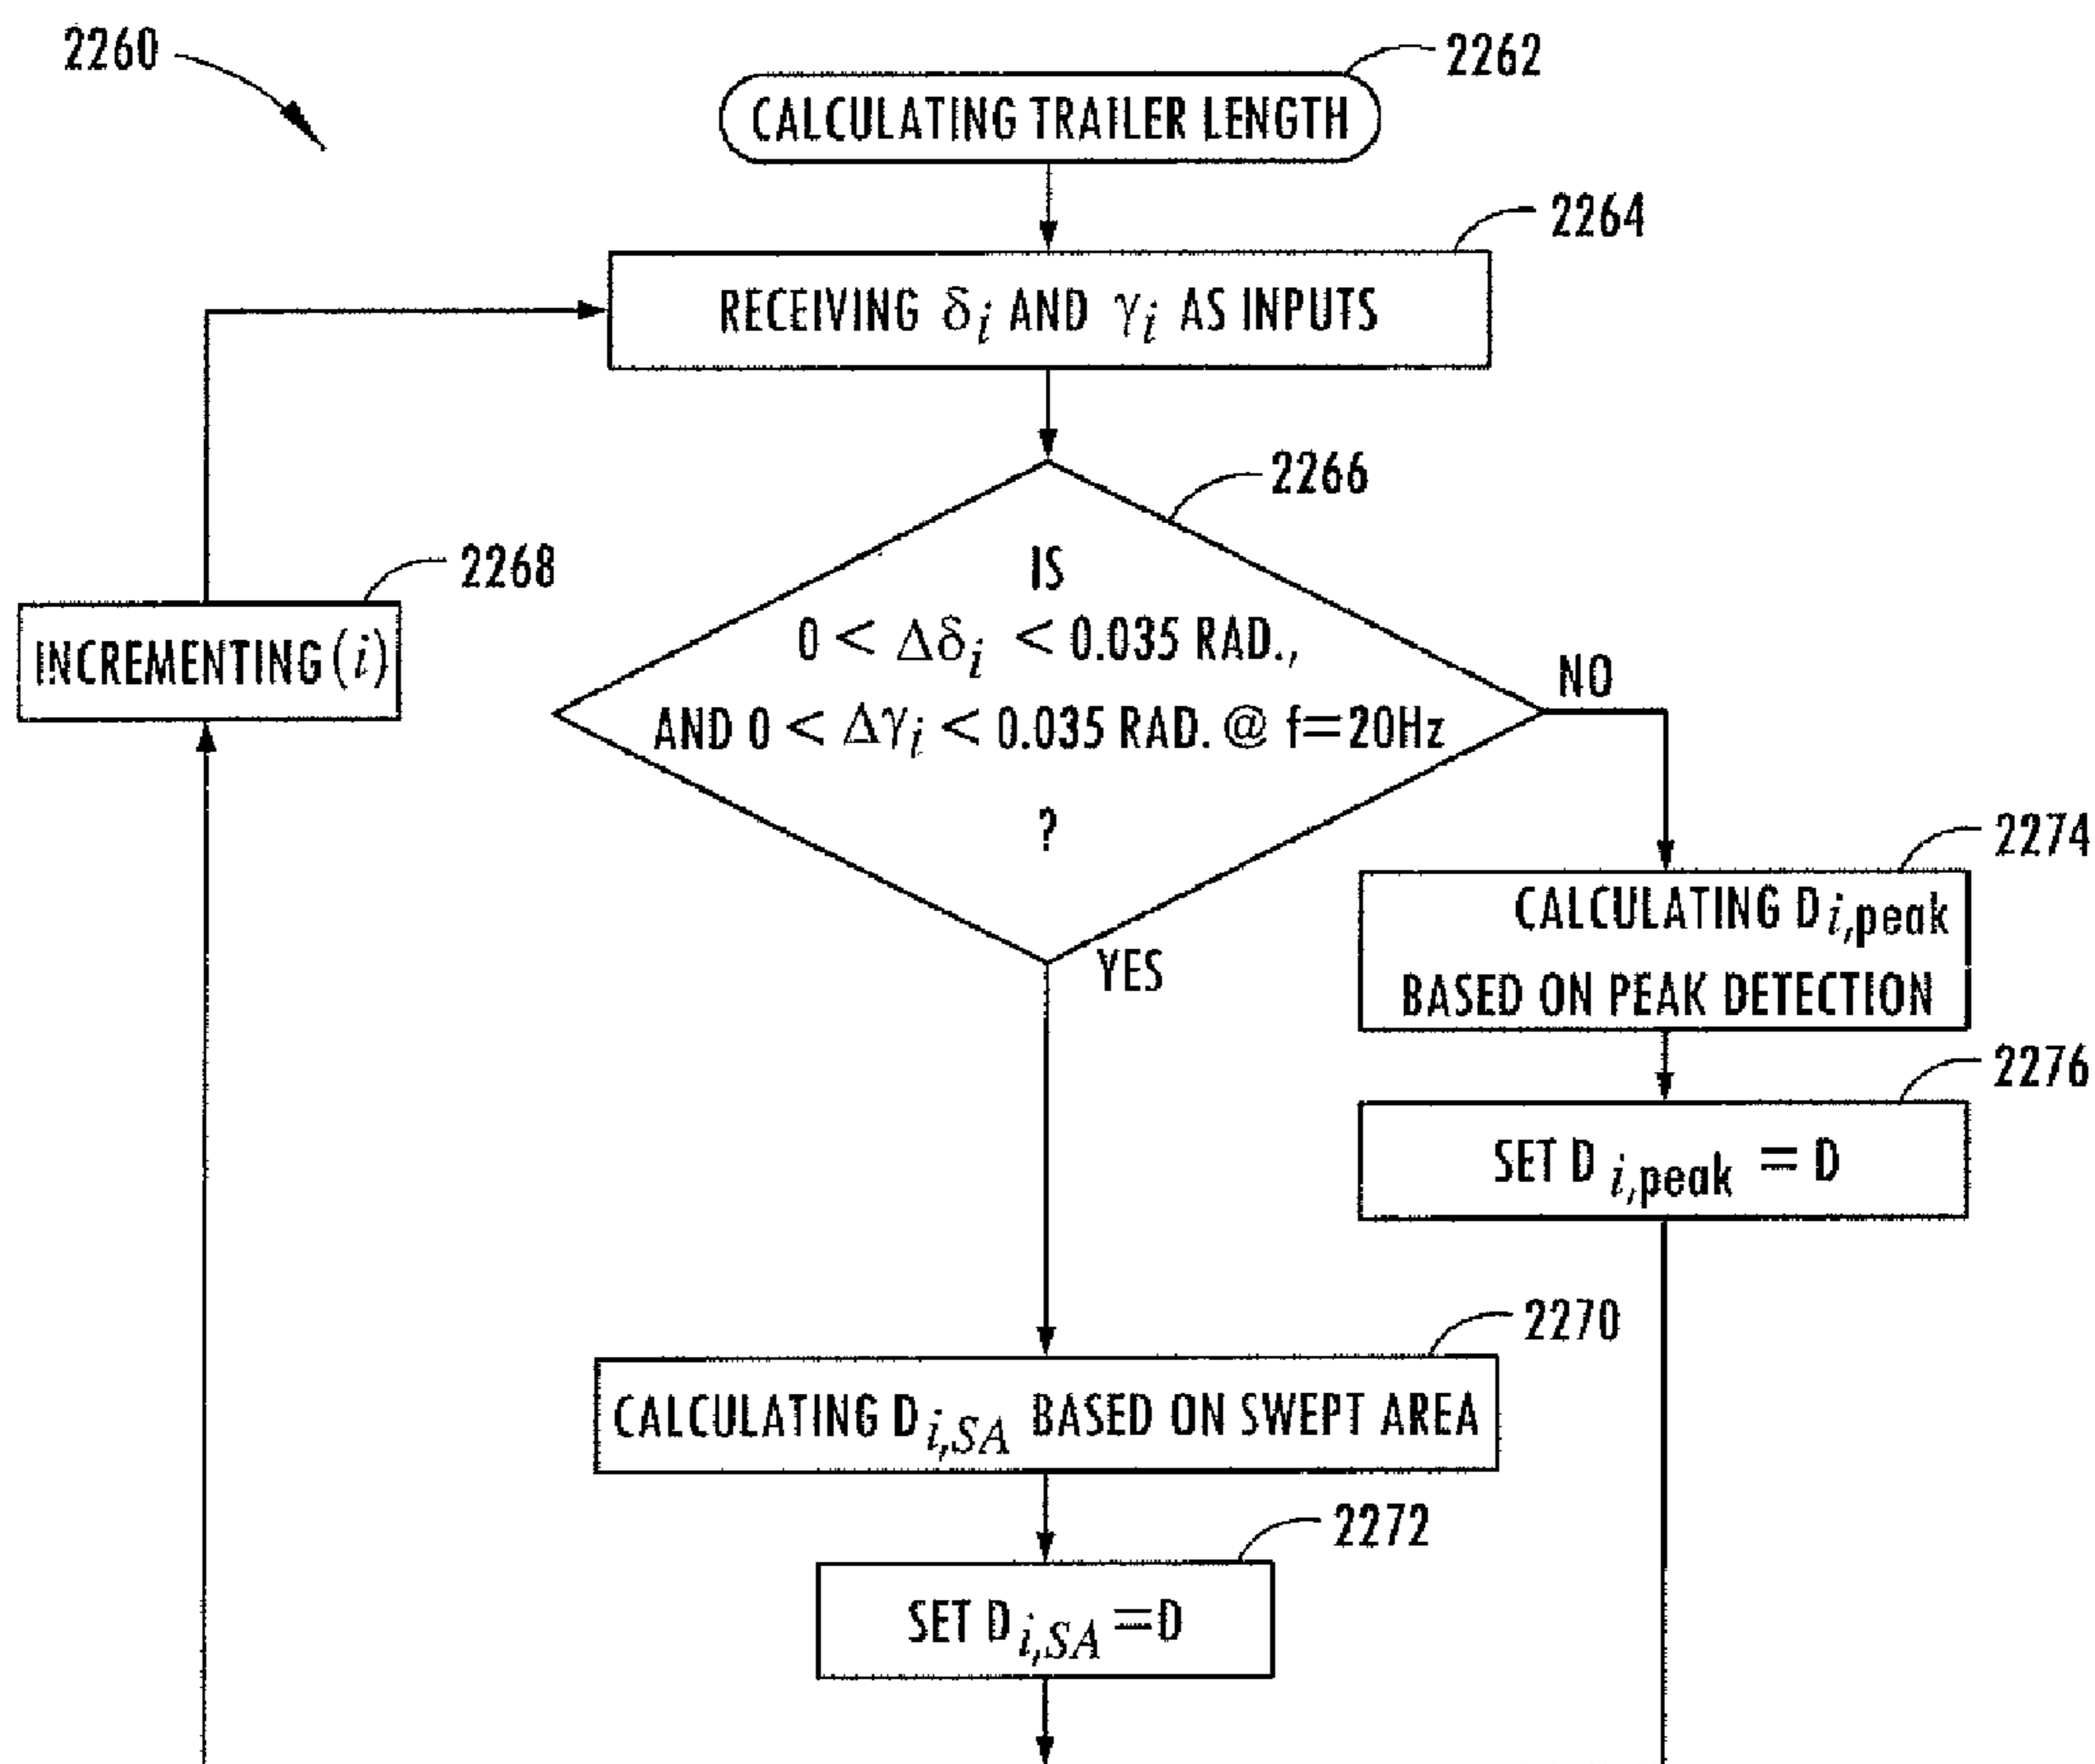 2260
2262
CALCULATING TRAILER LENGTH
2264
RECEIVING δi AND γi AS INPUTS
2266
2268
INCREMENTING (i)
IS
0 < Δδi < 0.035 RAD.,
AND 0 < Δγi < 0.035 RAD. @ f=20Hz
?
NO
YES
2274
CALCULATING Di,peak
BASED ON PEAK DETECTION
2276
SET D i,peak = D
2270
CALCULATING Di,SA BASED ON SWEPT AREA
2272
SET Di,SA =D